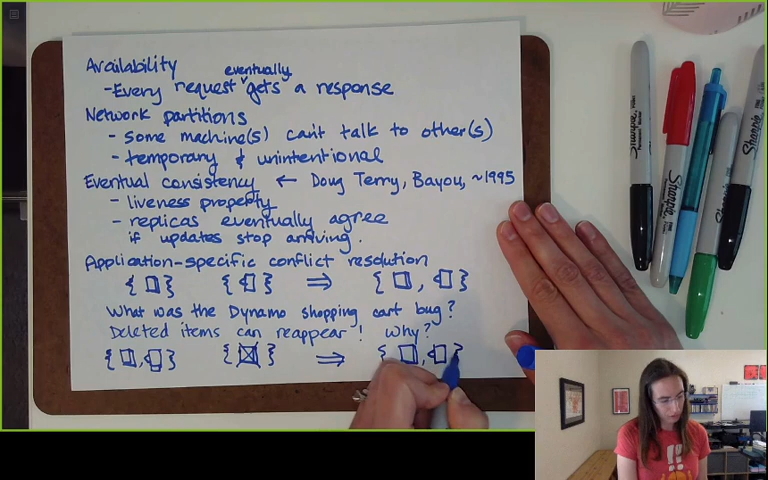 Availability
-Every request eventually gets a response
Network partitions
- some machine(s) can't talk to other(s)
- temporary & unintentional
Eventual consistency ← Doug Terry, Bayou, ~1995
- liveness property
- replicas eventually agree
if updates stop arriving.
Application-specific conflict resolution
{ } { } ⇒ { , }
What was the Dynamo shopping cart bug?
Deleted items can reappear! Why?
{ , } { } ⇒ { , }
Sharpie
Sharpie
Sharpie
Sharpie
!!